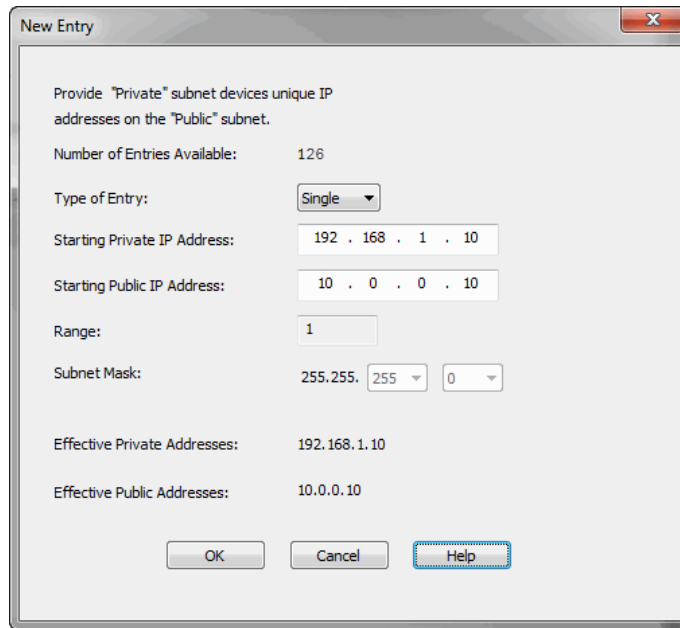 New Entry
Provide "Private" subnet devices unique IP
addresses on the "Public" subnet.
Number of Entries Available: 126
Type of Entry: Single
Starting Private IP Address: 192 . 168 . 1 . 10
Starting Public IP Address: 10 . 0 . 0 . 10
Range: 1
Subnet Mask: 255.255. 255 0
Effective Private Addresses: 192.168.1.10
Effective Public Addresses: 10.0.0.10
OK Cancel Help